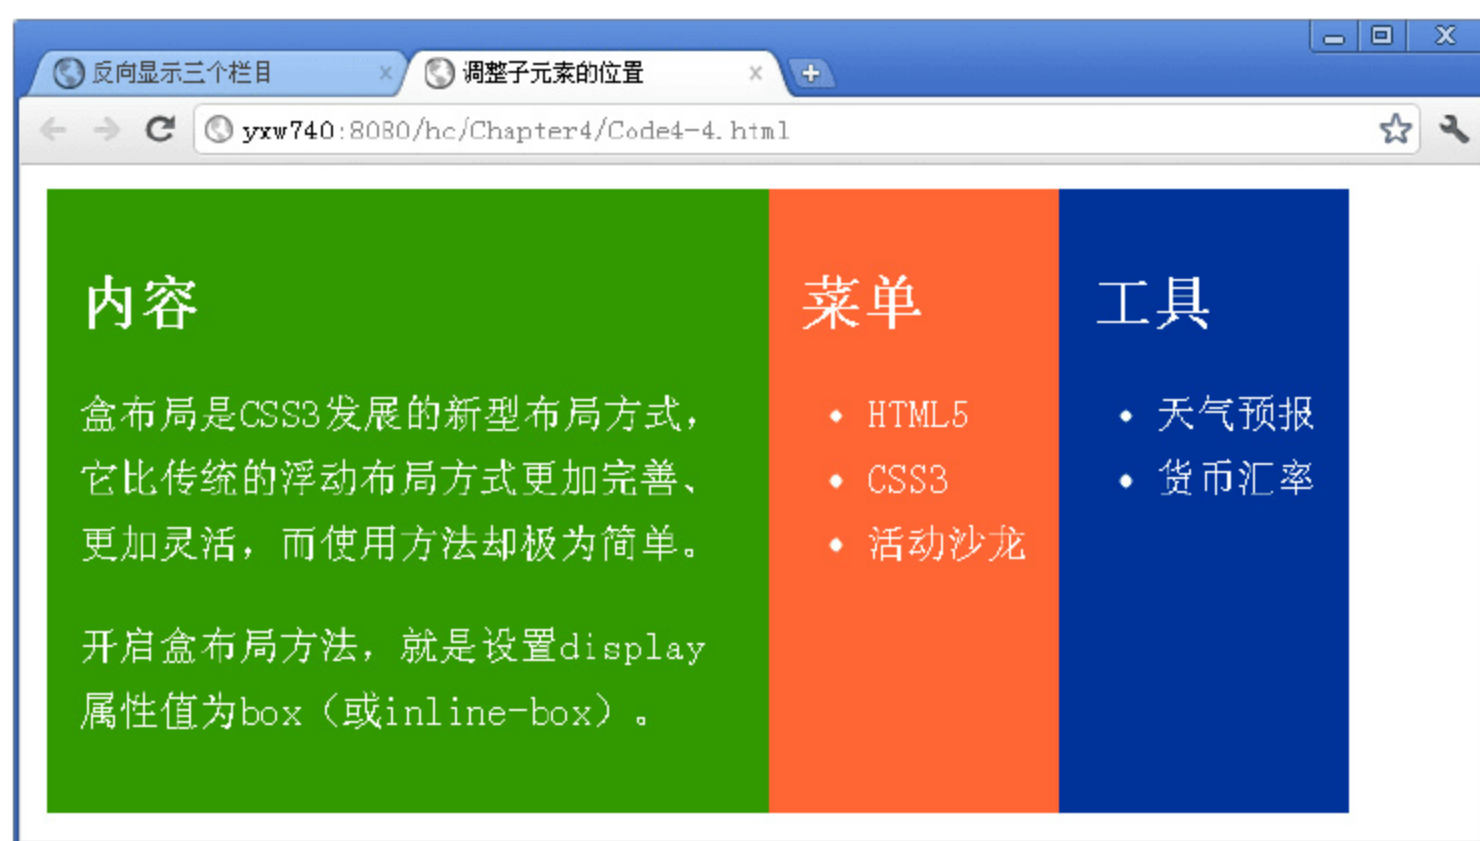 反向显示三个栏目
调整子元素的位置
yxw740:8080/hc/Chapter4/Code4-4.html
内容
盒布局是CSS3发展的新型布局方式，
它比传统的浮动布局方式更加完善、
更加灵活，而使用方法却极为简单。
开启盒布局方法，就是设置display
属性值为box（或inline-box）。
菜单
• HTML5
• CSS3
• 活动沙龙
工具
• 天气预报
• 货币汇率